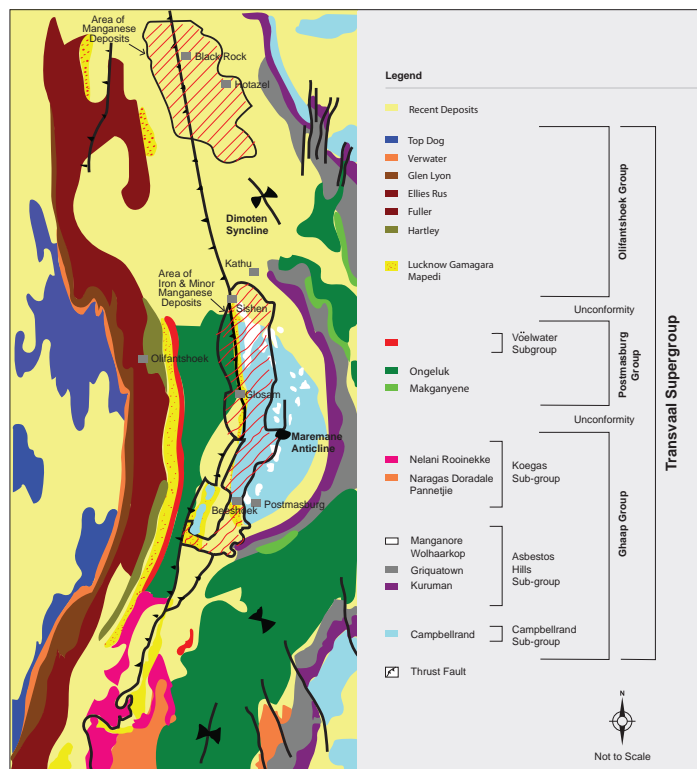 Area of
Manganese
Deposits
Black Rock
Hotazel
Dimoten
Syncline
Kathu
Area of
Iron & Minor
Manganese
Deposits
Sishen
Olifantshoek
Glosam
Maremane
Anticline
Beeshoek
Postmasburg
Legend
Recent Deposits
Top Dog
Verwater
Glen Lyon
Ellies Rus
Fuller
Hartley
Lucknow Gamagara
Mapedi
Olifantshoek Group
Unconformity
Vöelwater
Subgroup
Ongeluk
Makganyene
Postmasburg
Group
Unconformity
Nelani Rooinekke
Naragas Doradale
Pannetjie
Koegas
Sub-group
Manganore
Wolhaarkop
Griquatown
Kuruman
Asbestos
Hills
Sub-group
Campbellrand
Campbellrand
Sub-group
Ghaap Group
Transvaal Supergroup
Thrust Fault
N
Not to Scale